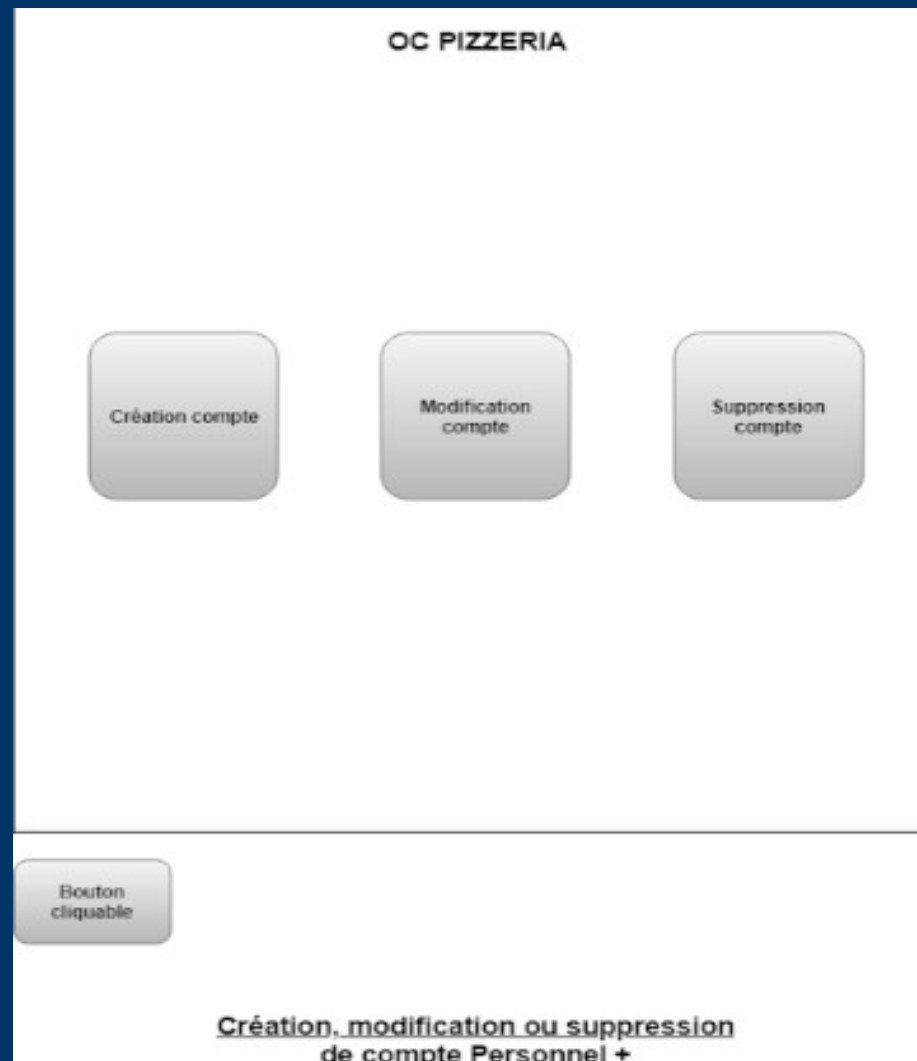 OC PIZZERIA
Création compte
Modification
compte
Suppression
compte
Bouton
cliquable
Création, modification ou suppression
de compte Personnel +